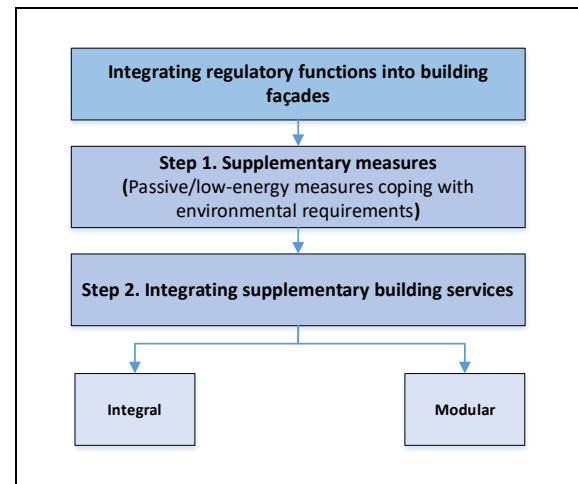 Integrating regulatory functions into building
façades
Step 1. Supplementary measures
(Passive/low-energy measures coping with
environmental requirements)
Step 2. Integrating supplementary building services
Integral
Modular